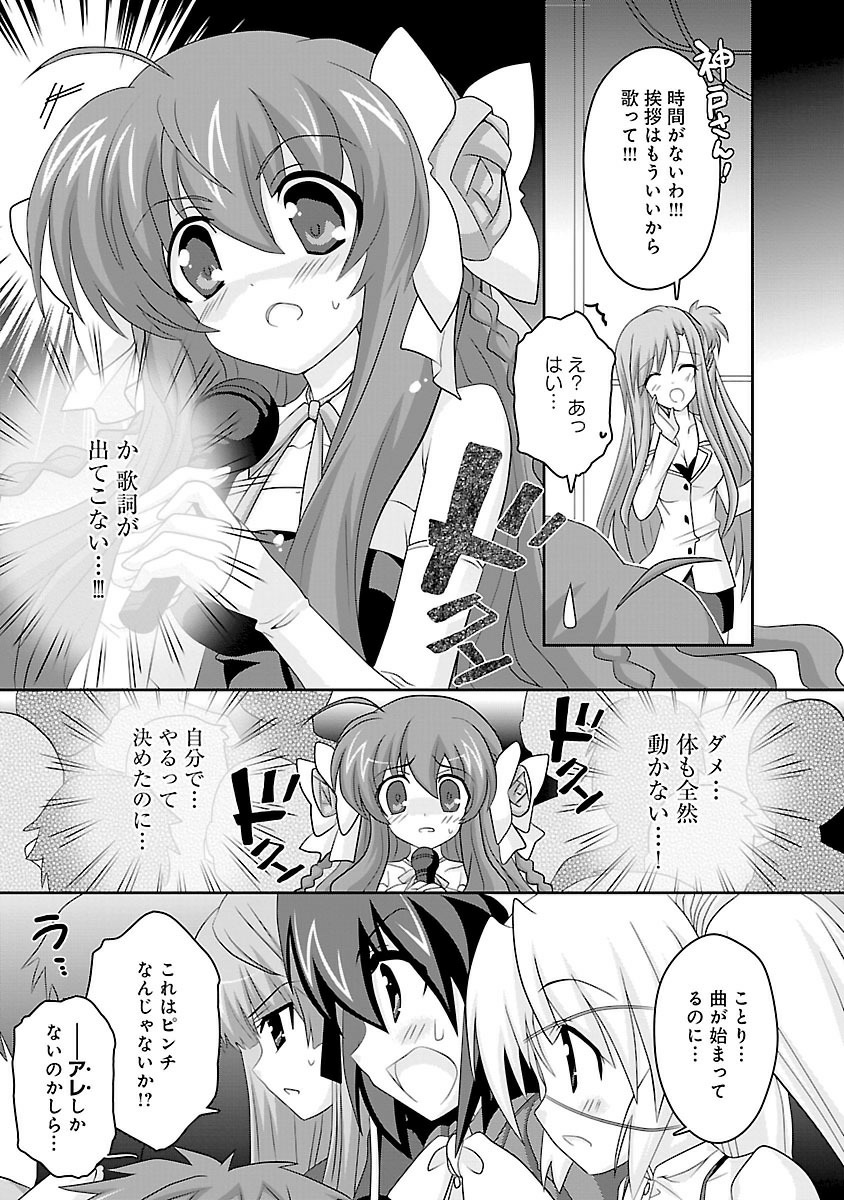 神戸さん！
時間がないわ!!!
挨拶はもういいから
歌って!!!
え？あっ
はい…
ドクン
ドクン
か 歌詞が
出てこない…!!!
ダメ…
体も全然
動かない…！
ドクン
ドクン
自分で…
やるって
決めたのに…
ことり…
曲が始まって
るのに…
これはピンチ
なんじゃないか!?
う…
――アレしか
ないのかしら…